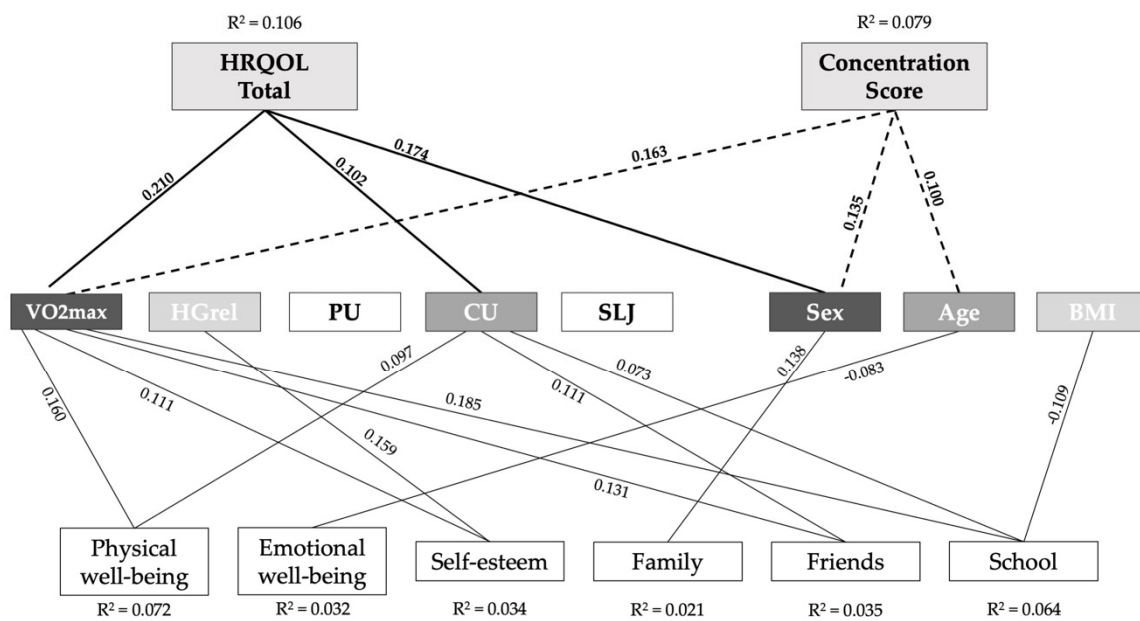 R² = 0.106
R² = 0.079
HRQOL
Total
Concentration
Score
0.210
0.102
0.174
0.163
0.135
0.100
VO2max
HGrel
PU
CU
SLJ
Sex
Age
BMI
0.160
0.111
0.159
0.097
0.185
0.131
0.111
0.073
0.138
-0.083
-0.109
Physical
well-being
Emotional
well-being
Self-esteem
Family
Friends
School
R² = 0.072
R² = 0.032
R² = 0.034
R² = 0.021
R² = 0.035
R² = 0.064